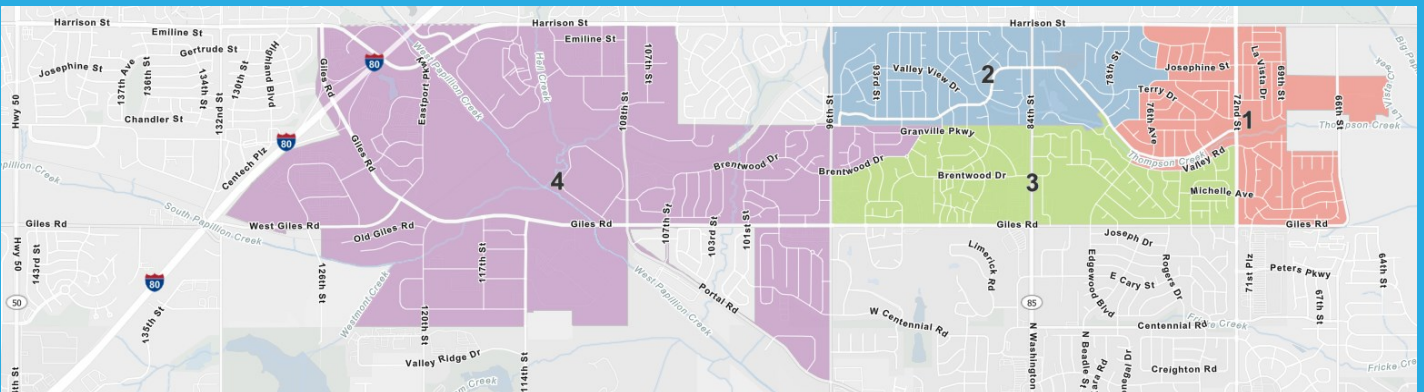 Harrison St
Harrison St
Harrison St
Emiline St
Emiline St
Gertrude St
Josephine St
137th Ave
136th St
134th St
132nd St
130th St
Highland Blvd
Chandler St
Hwy 50
Giles Rd
80
Eastport Pkwy
West Papillion Creek
Hell Creek
107th St
108th St
96th St
93rd St
Valley View Dr
2
84th St
78th St
Josephine St
Terry Dr
76th Ave
La Vista Dr
69th St
72nd St
1
66th St
Thompson Creek
Thompson Creek
Valley Rd
Michelle Ave
Granville Pkwy
Brentwood Dr
Brentwood Dr
Brentwood Dr
3
4
80
Centech Plz
Giles Rd
South Papillion Creek
Giles Rd
West Giles Rd
Old Giles Rd
Giles Rd
Giles Rd
Giles Rd
Hwy 50
143rd St
50
80
135th St
126th St
Westmont Creek
120th St
117th St
114th St
Valley Ridge Dr
107th St
103rd St
101st St
Portal Rd
West Papillion Creek
Limerick Rd
W Centennial Rd
85
N Washington
Joseph Dr
Edgewood Blvd
E Cary St
Rogers Dr
71st Plz
Peters Pkwy
67th St
64th St
Centennial Rd
N Beadle St
Creighton Rd